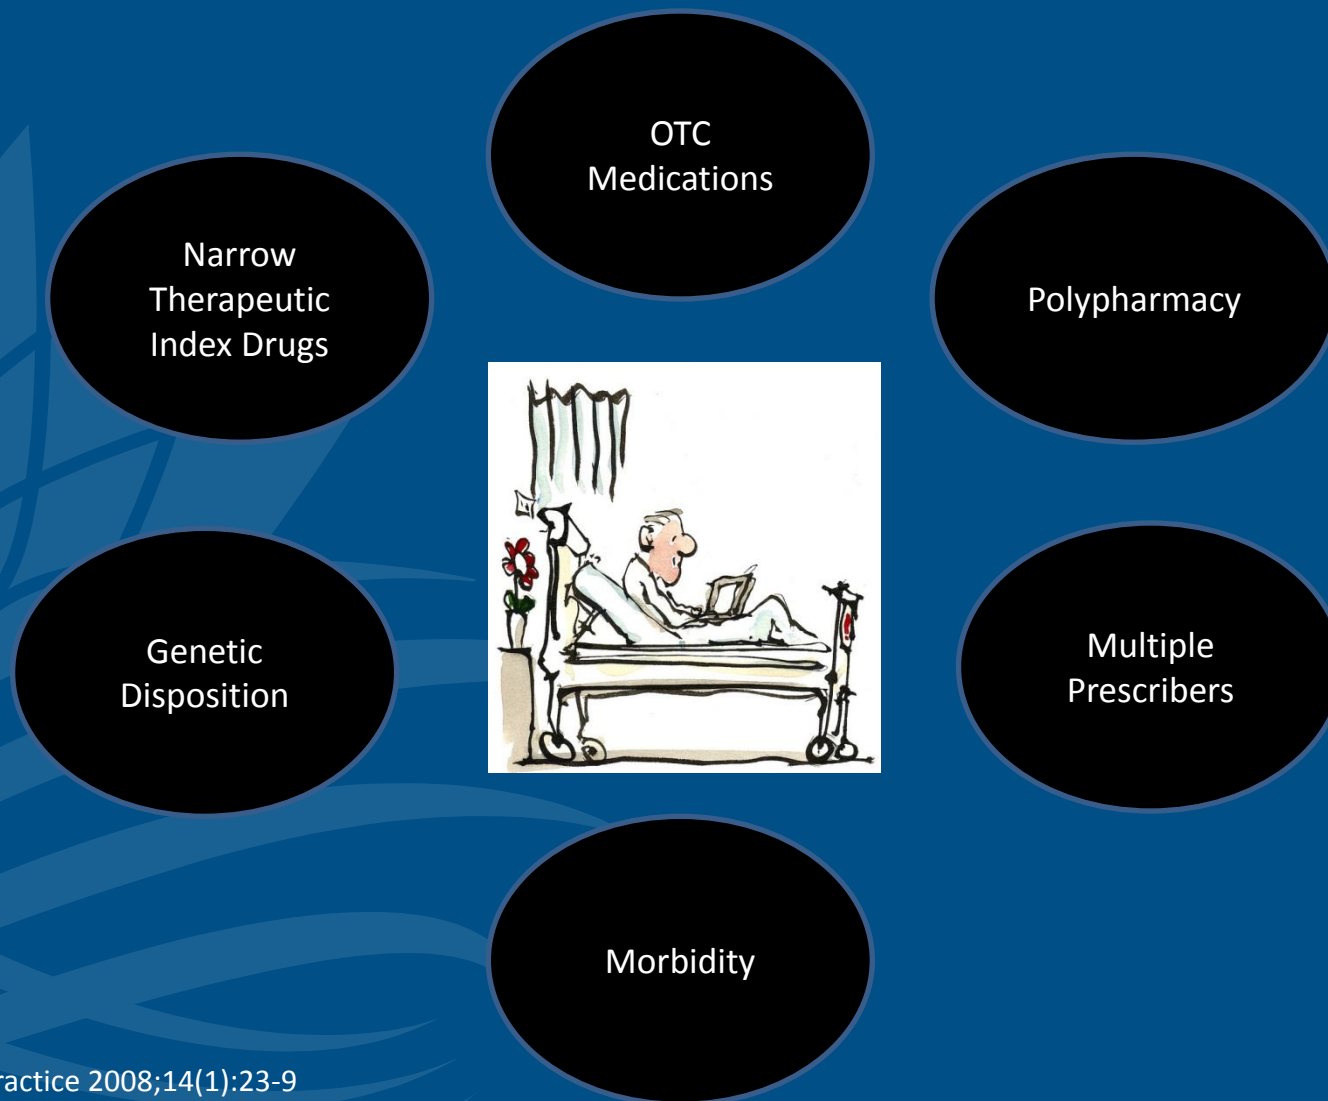 OTC
Medications
Narrow
Therapeutic
Index Drugs
Polypharmacy
Genetic
Disposition
Multiple
Prescribers
Morbidity
ractice 2008;14(1):23-9